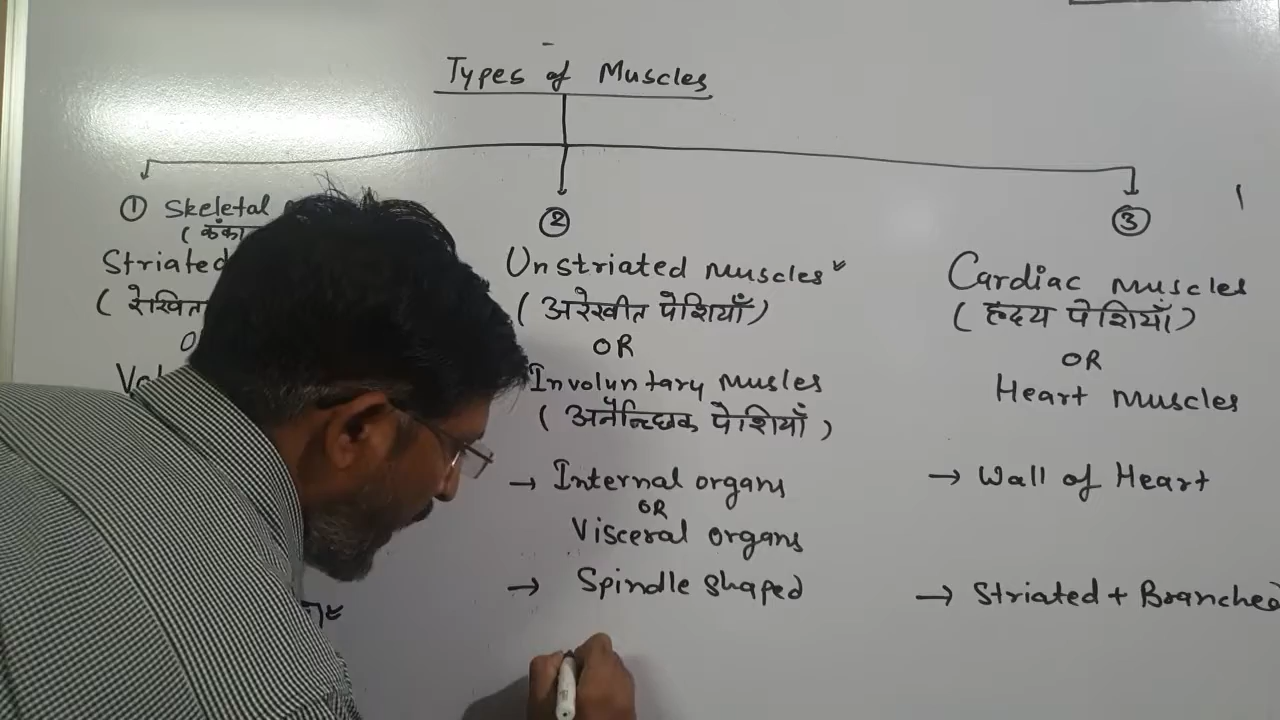 Types of Muscles
① Skeletal
Striated
②
Unstriated muscles
(अरेखीत पेशियाँ)
OR
Involuntary musles
(अनैच्छिक पेशियाँ)
→ Internal organs
OR
Visceral organs
→ Spindle shaped
③
Cardiac muscles
(हृदय पेशियाँ)
OR
Heart muscles
→ Wall of Heart
→ Striated + Branched